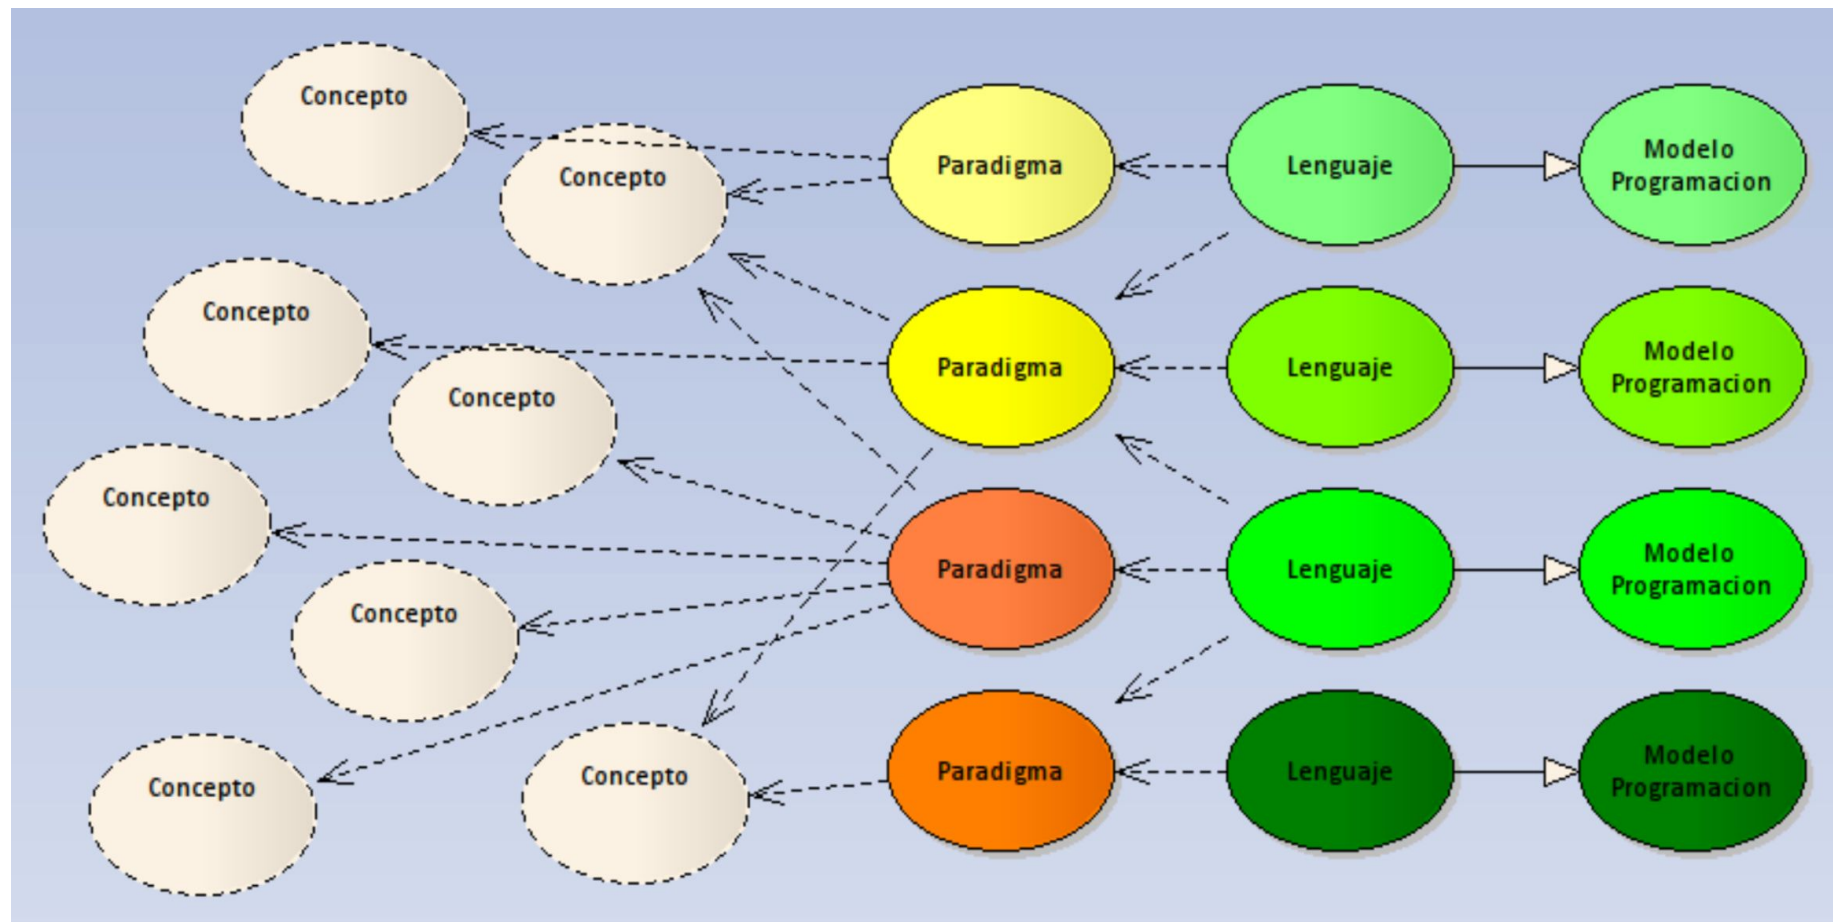 Concepto
Concepto
Paradigma
Lenguaje
Modelo
Programacion
Concepto
Concepto
Paradigma
Lenguaje
Modelo
Programacion
Concepto
Concepto
Paradigma
Lenguaje
Modelo
Programacion
Concepto
Concepto
Paradigma
Lenguaje
Modelo
Programacion